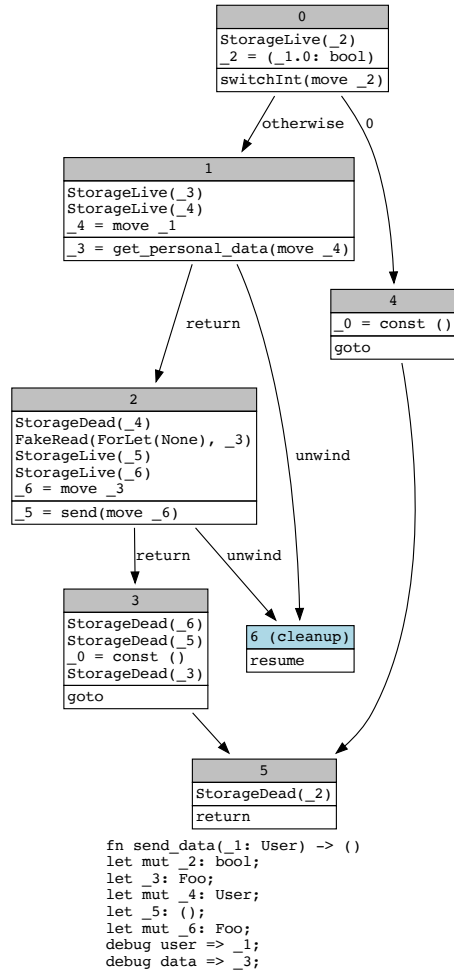 0
StorageLive(_2)
_2 = (_1.0: bool)
switchInt(move _2)
otherwise
0
1
StorageLive(_3)
StorageLive(_4)
_4 = move _1
_3 = get_personal_data(move _4)
4
_0 = const ()
goto
return
unwind
2
StorageDead(_4)
FakeRead(ForLet(None), _3)
StorageLive(_5)
StorageLive(_6)
_6 = move _3
_5 = send(move _6)
return
unwind
3
StorageDead(_6)
StorageDead(_5)
_0 = const ()
StorageDead(_3)
goto
6 (cleanup)
resume
5
StorageDead(_2)
return
fn send_data(_1: User) -> ()
let mut _2: bool;
let _3: Foo;
let mut _4: User;
let _5: ();
let mut _6: Foo;
debug user => _1;
debug data => _3;